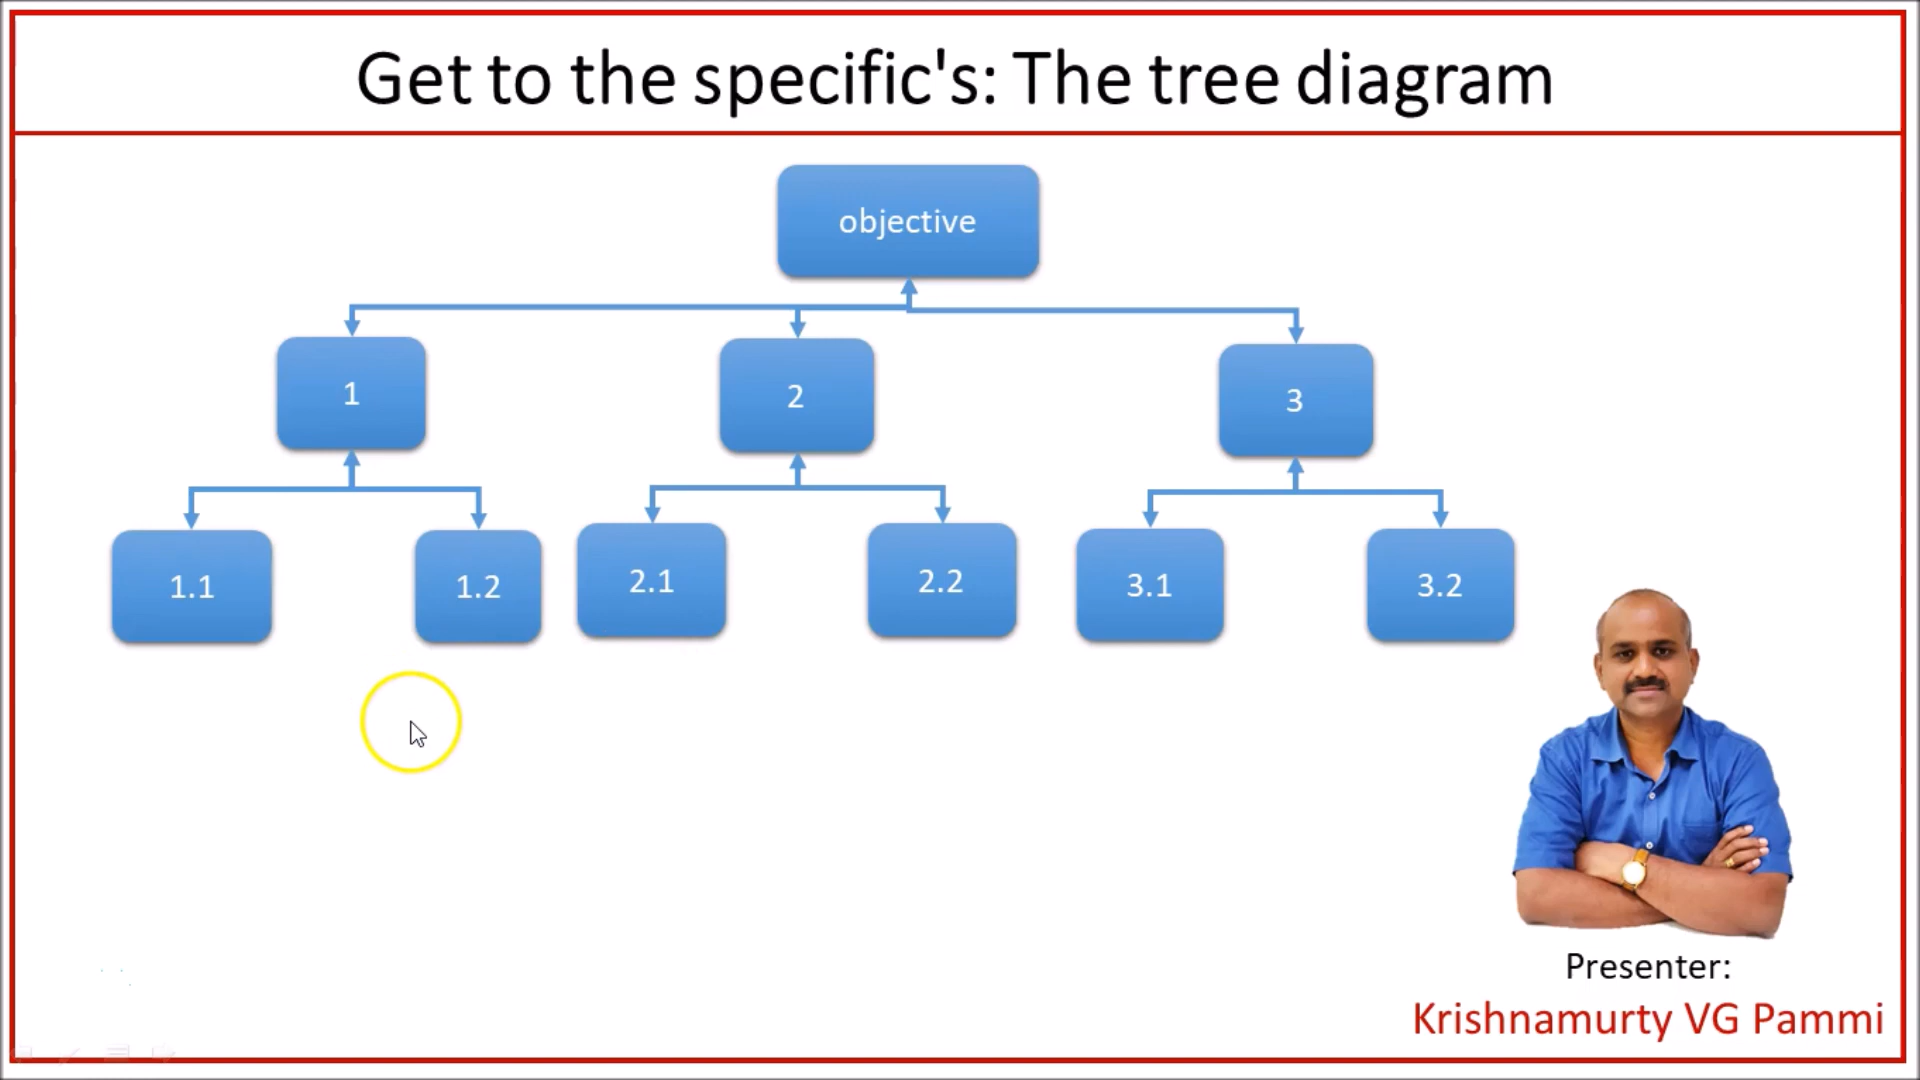 Get to the specific's: The tree diagram
objective
1
2
3
1.1
1.2
2.1
2.2
3.1
3.2
Presenter:
Krishnamurty VG Pammi